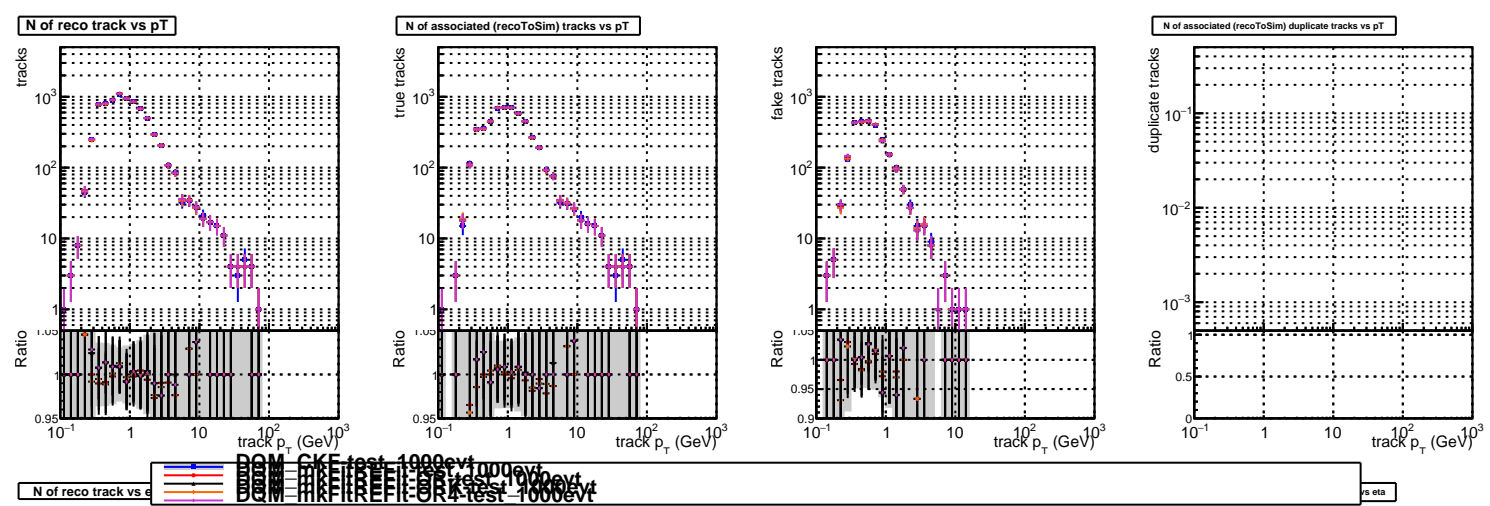 N of reco track vs pT
N of associated (recoToSim) tracks vs pT
N of associated (recoToSim) duplicate tracks vs pT
tracks
10³
10²
10
1
Ratio
1.05
1
0.95
10⁻¹ 1 10 10² 10³
track p_T (GeV)
true tracks
10³
10²
10
1
Ratio
1.05
1
0.95
10⁻¹ 1 10 10² 10³
track p_T (GeV)
fake tracks
10³
10²
10
1
Ratio
1.05
1
0.95
0.9
10⁻¹ 1 10 10² 10³
track p_T (GeV)
duplicate tracks
10⁻¹
10⁻²
10⁻³
Ratio
1
0.5
0
10⁻¹ 1 10 10² 10³
track p_T (GeV)
DQM_CKF-test_1000evt
DQM_mkFitREFit-test_1000evt
DQM_mkFitREFit-OR4-test_1000evt
N of reco track vs e
vs eta